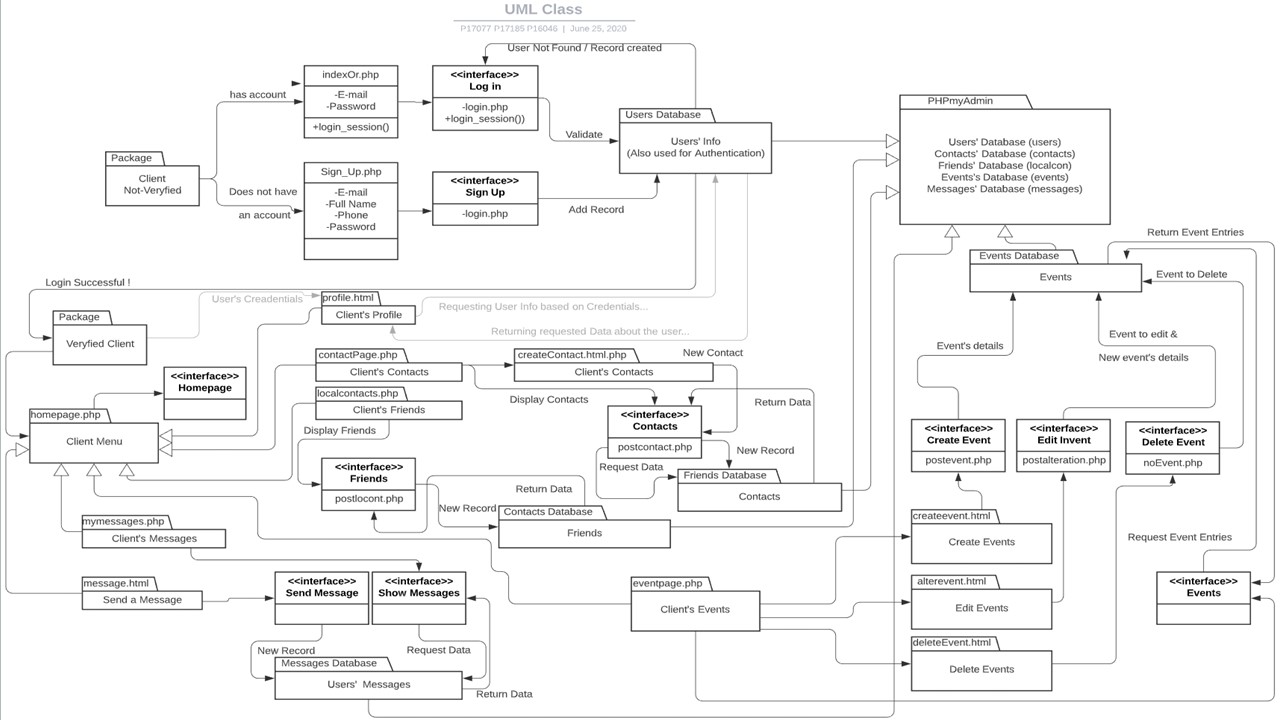 UML Class
P17077 P17185 P16046 | June 25, 2020
User Not Found / Record created
indexOr.php
-E-mail
-Password
+login_session()
<<interface>>
Log in
-login.php
+login_session())
has account
Validate
Users Database
Users' Info
(Also used for Authentication)
PHPmyAdmin
Users' Database (users)
Contacts' Database (contacts)
Friends' Database (localcon)
Events's Database (events)
Messages' Database (messages)
Package
Client
Not-Veryfied
Does not have
an account
Sign_Up.php
-E-mail
-Full Name
-Phone
-Password
<<interface>>
Sign Up
-login.php
Add Record
Return Event Entries
Events Database
Events
Event to Delete
Login Successful !
User's Creadentials
profile.html
Client's Profile
Requesting User Info based on Credentials...
Returning requested Data about the user...
Package
Veryfied Client
Event's details
Event to edit &
New event's details
contactPage.php
Client's Contacts
createContact.html.php
Client's Contacts
New Contact
<<interface>>
Homepage
localcontacts.php
Client's Friends
Display Contacts
Return Data
homepage.php
Client Menu
Display Friends
<<interface>>
Contacts
postcontact.php
New Record
Request Data
Friends Database
Contacts
<<interface>>
Create Event
postevent.php
<<interface>>
Edit Invent
postalteration.php
<<interface>>
Delete Event
noEvent.php
<<interface>>
Friends
postlocont.php
Return Data
New Record
Contacts Database
Friends
mymessages.php
Client's Messages
createevent.html
Create Events
Request Event Entries
message.html
Send a Message
<<interface>>
Send Message
<<interface>>
Show Messages
eventpage.php
Client's Events
alterevent.html
Edit Events
<<interface>>
Events
New Record
Request Data
Messages Database
Users'  Messages
Return Data
deleteEvent.html
Delete Events